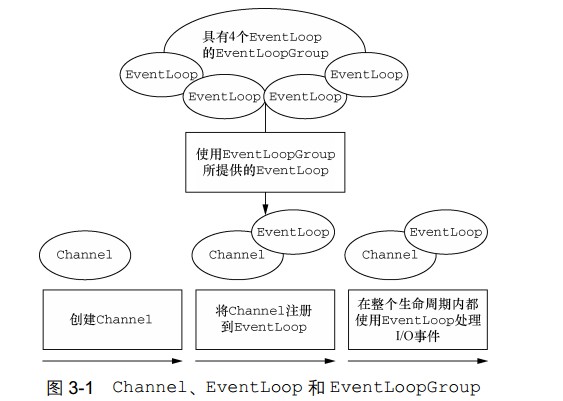 具有4个EventLoop
的EventLoopGroup
EventLoop
EventLoop
EventLoop
EventLoop
使用EventLoopGroup
所提供的EventLoop
Channel
Channel
EventLoop
Channel
EventLoop
创建Channel
将Channel注册
到EventLoop
在整个生命周期内都
使用EventLoop处理
I/O事件
图 3-1 Channel、EventLoop 和 EventLoopGroup